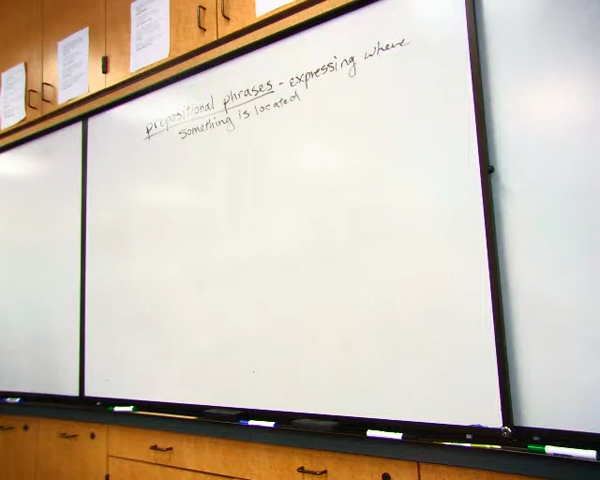 prepositional phrases - expressing where
something is located